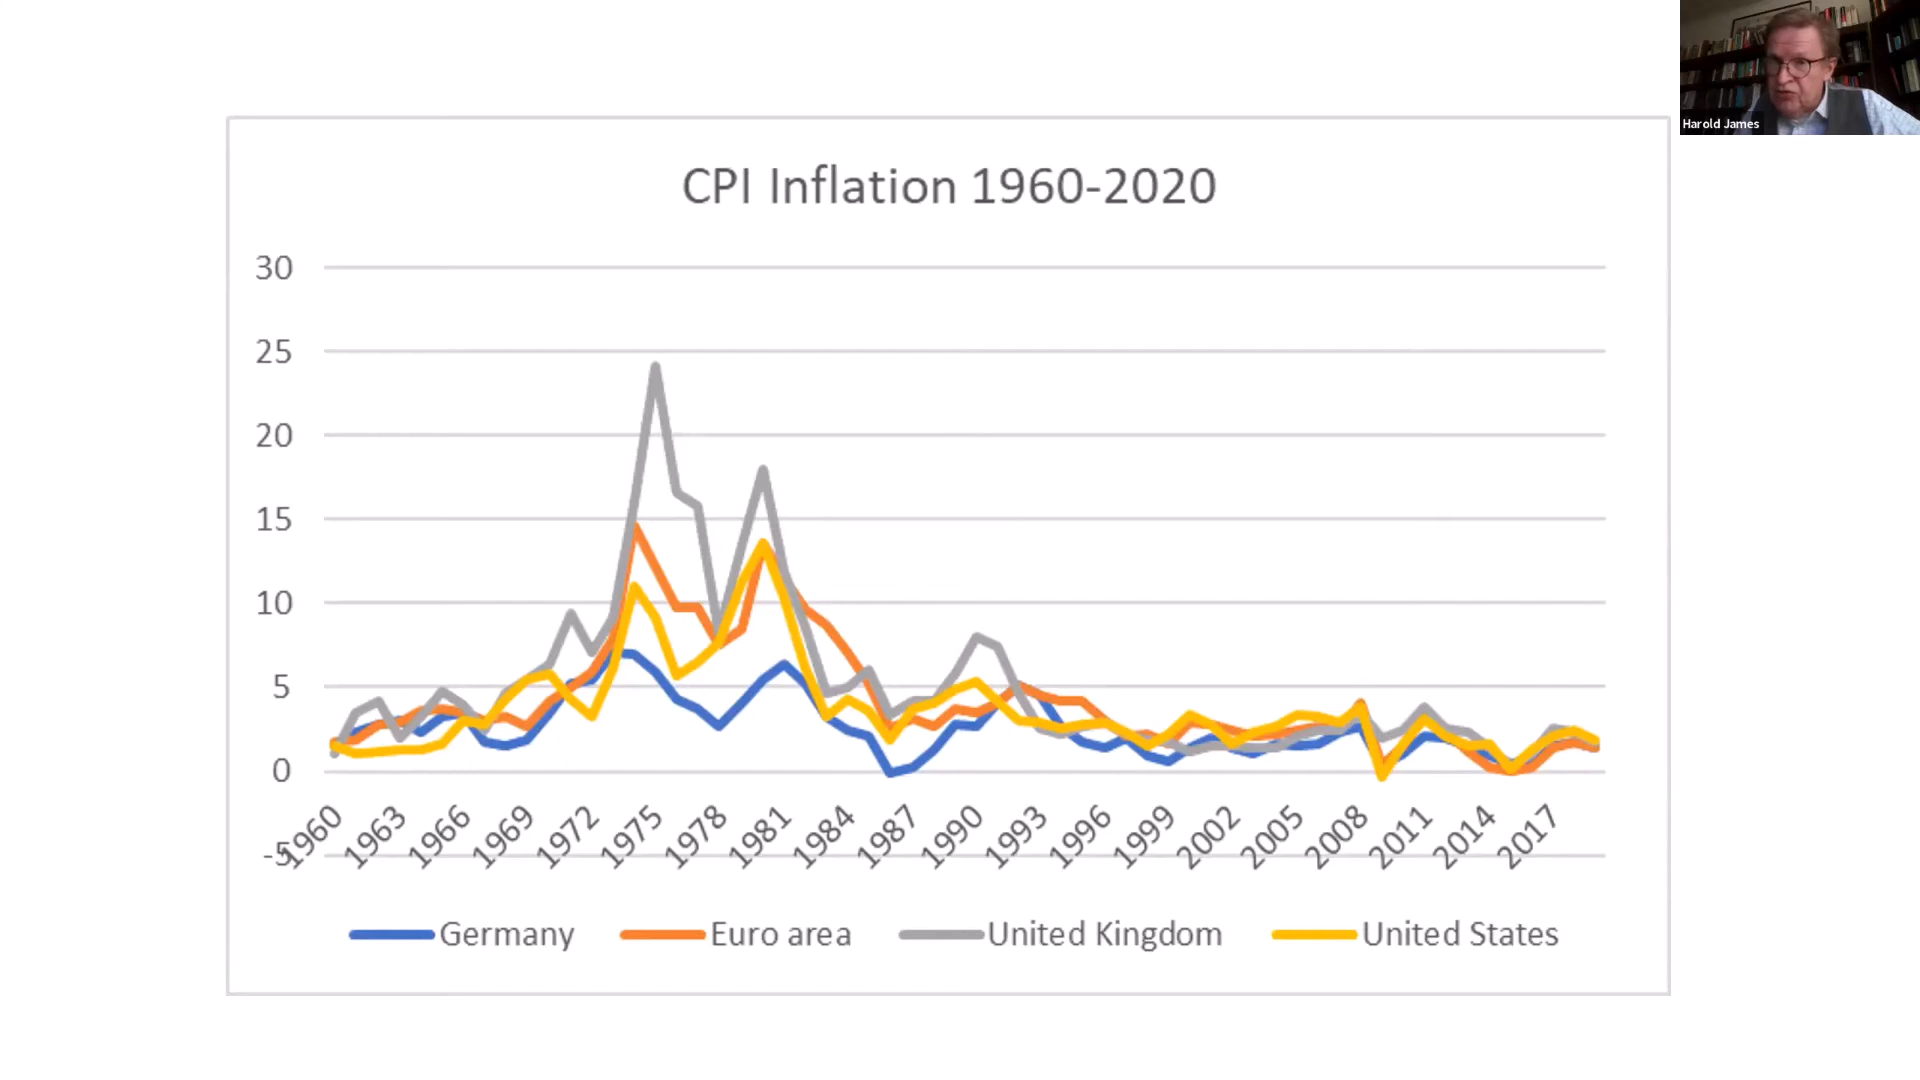 Harold James
CPI Inflation 1960-2020
30
25
20
15
10
5
0
-5
1960 1963 1966 1969 1972 1975 1978 1981 1984 1987 1990 1993 1996 1999 2002 2005 2008 2011 2014 2017
Germany Euro area United Kingdom United States